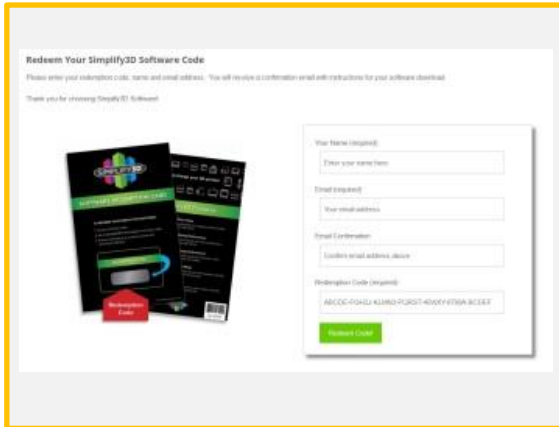 Redeem Your Simplify3D Software Code
Please enter your redemption code, name and email address. You will receive a confirmation email with instructions for your software download.
Thank you for choosing Simplify3D Software!
SIMPLIFY3D
SOFTWARE REDEMPTION CARD
Redemption
Code
Your Name (required)
Enter your name here
Email (required)
Your email address
Email Confirmation
Confirm email address above
Redemption Code (required)
Redeem Code!